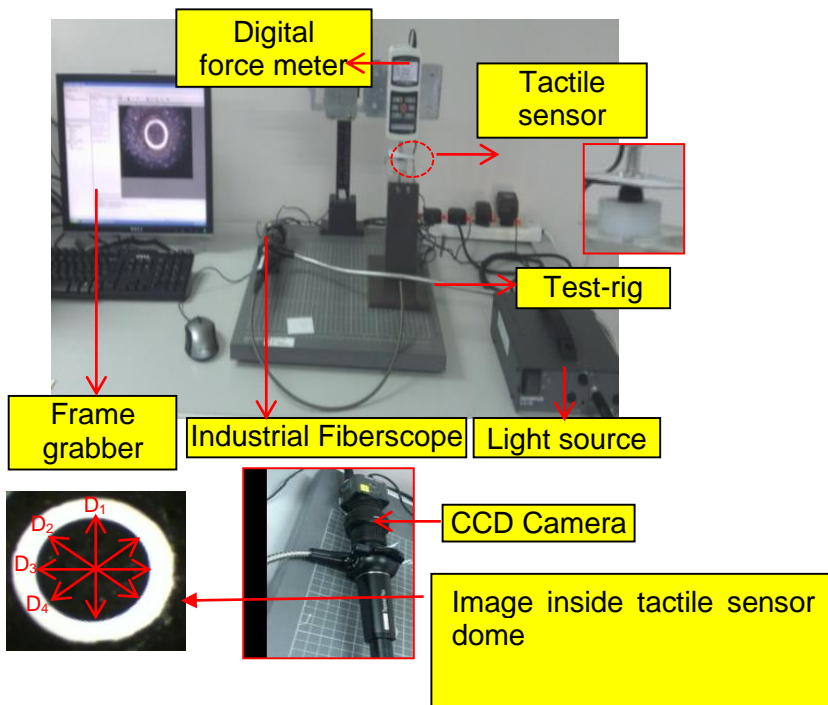 Digital
force meter
Tactile
sensor
Test-rig
Frame
grabber
Industrial Fiberscope
Light source
D₁
D₂
D₃
D₄
CCD Camera
Image inside tactile sensor
dome